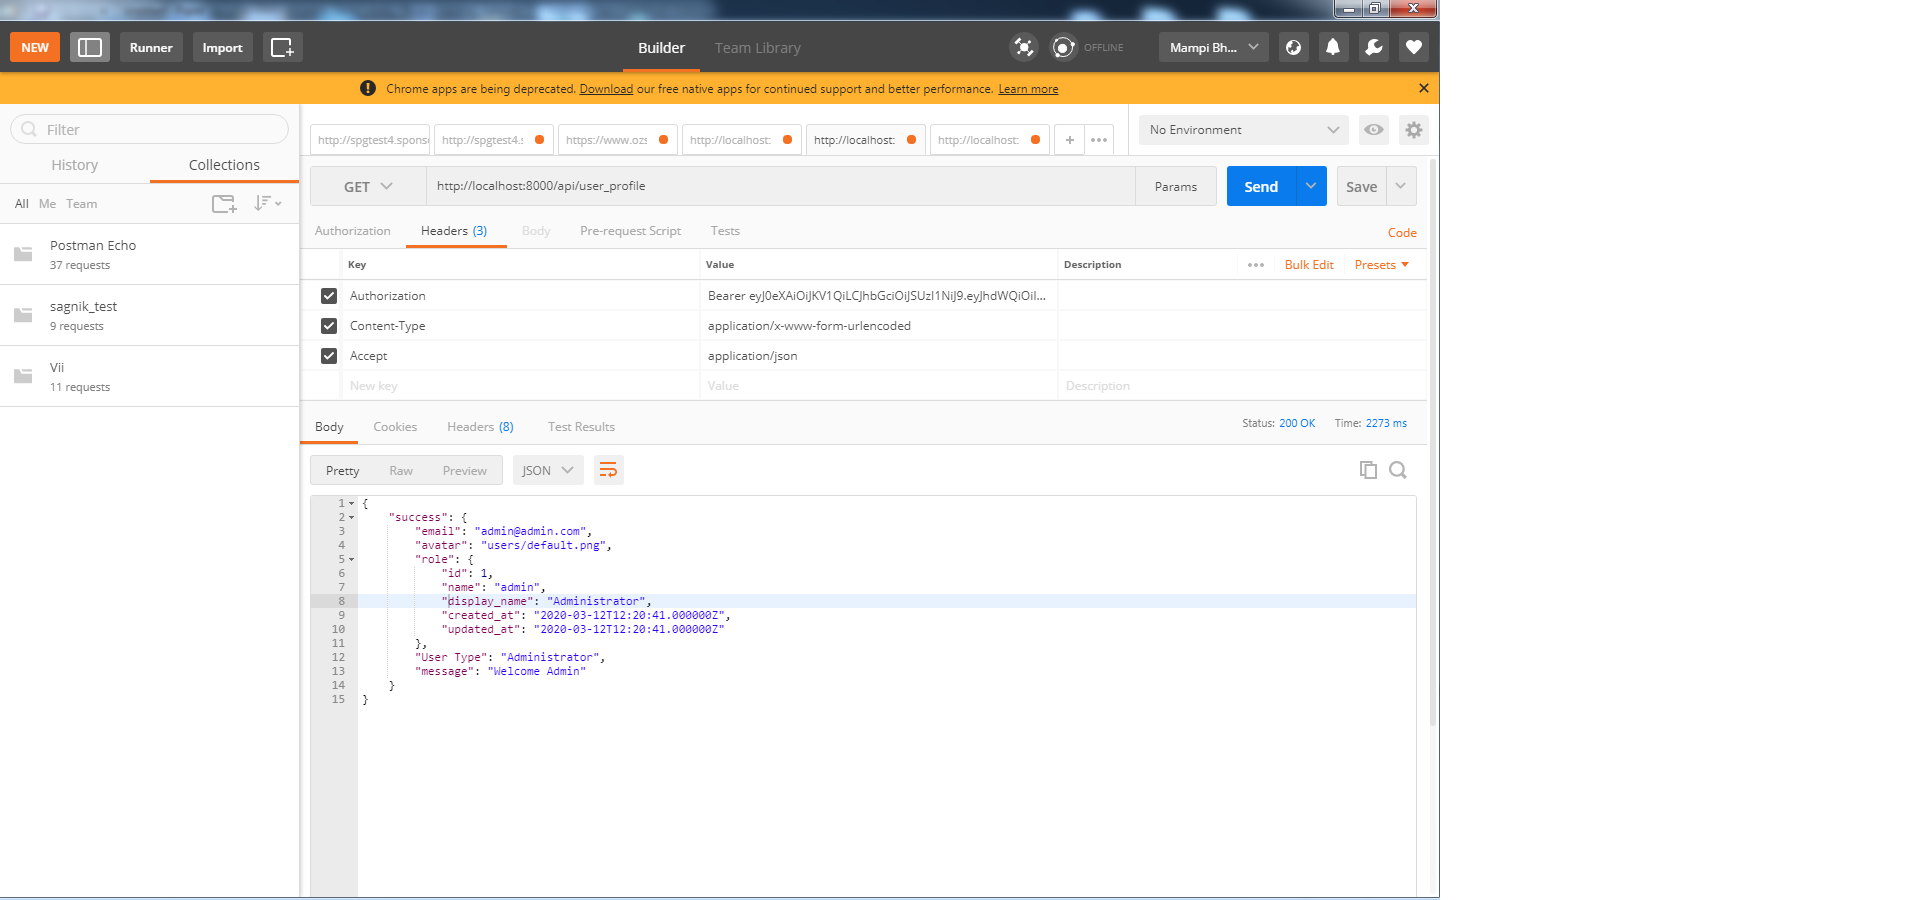 NEW Runner Import Builder Team Library OFFLINE Mampi Bh...
Chrome apps are being deprecated. Download our free native apps for continued support and better performance. Learn more
Filter
History Collections
All Me Team
Postman Echo
37 requests
sagnik_test
9 requests
Vii
11 requests
http://spgtest4.spons http://spgtest4.s https://www.ozs http://localhost: http://localhost: http://localhost: + No Environment
GET http://localhost:8000/api/user_profile Params Send Save
Authorization Headers (3) Body Pre-request Script Tests Code
Key Value Description Bulk Edit Presets
Authorization Bearer eyJ0eXAiOiJKV1QiLCJhbGciOiJSUzI1NiJ9.eyJhdWQiOiI...
Content-Type application/x-www-form-urlencoded
Accept application/json
New key Value Description
Body Cookies Headers (8) Test Results Status: 200 OK Time: 2273 ms
Pretty Raw Preview JSON
1 {
2 "success": {
3 "email": "admin@admin.com",
4 "avatar": "users/default.png",
5 "role": {
6 "id": 1,
7 "name": "admin",
8 "display_name": "Administrator",
9 "created_at": "2020-03-12T12:20:41.000000Z",
10 "updated_at": "2020-03-12T12:20:41.000000Z"
11 },
12 "User Type": "Administrator",
13 "message": "Welcome Admin"
14 }
15 }